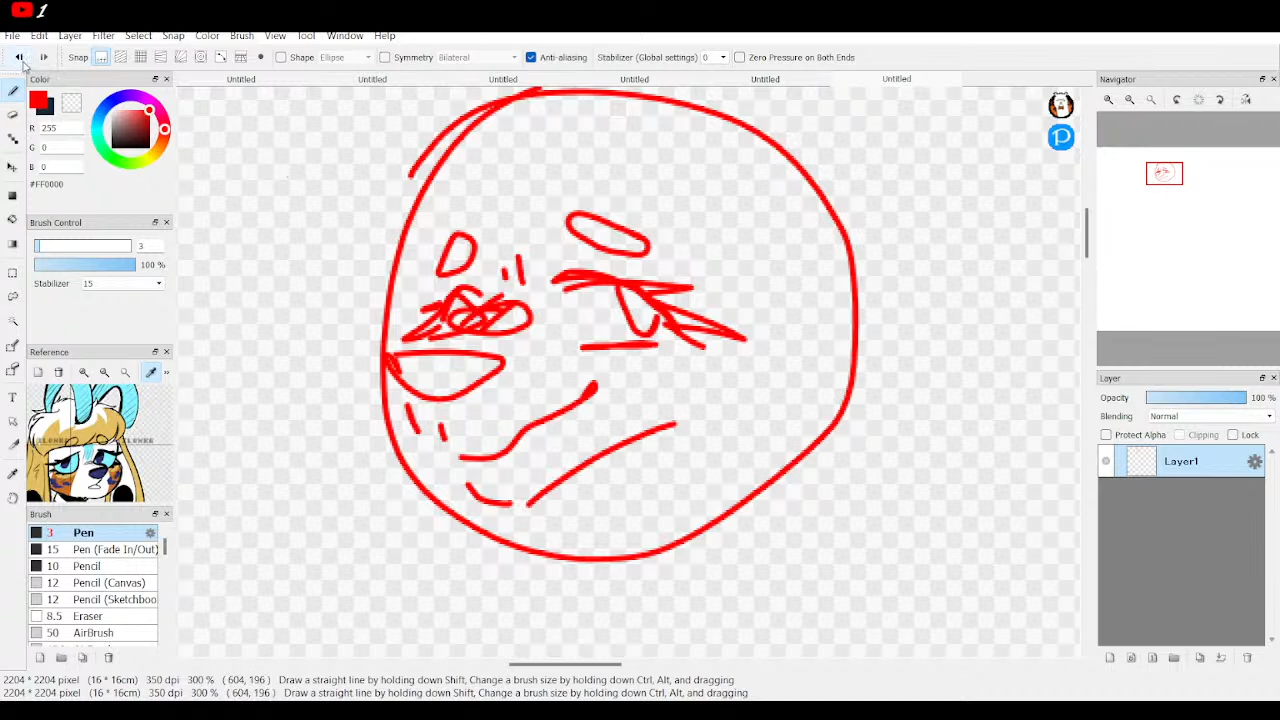 1
File Edit Layer Filter Select Snap Color Brush View Tool Window Help
Snap Shape Ellipse Symmetry Bilateral Anti-aliasing Stabilizer (Global settings) 0 Zero Pressure on Both Ends
Color
Untitled Untitled Untitled Untitled Untitled Untitled
Navigator
R 255
G 0
B 0
#FF0000
Brush Control
3
100 %
Stabilizer 15
Reference
Brush
3 Pen
15 Pen (Fade In/Out)
10 Pencil
12 Pencil (Canvas)
12 Pencil (Sketchboo
8.5 Eraser
50 AirBrush
Layer
Opacity 100 %
Blending Normal
Protect Alpha Clipping Lock
Layer1
2204 * 2204 pixel (16 * 16cm) 350 dpi 300 % ( 604, 196 ) Draw a straight line by holding down Shift, Change a brush size by holding down Ctrl, Alt, and dragging
2204 * 2204 pixel (16 * 16cm) 350 dpi 300 % ( 604, 196 ) Draw a straight line by holding down Shift, Change a brush size by holding down Ctrl, Alt, and dragging